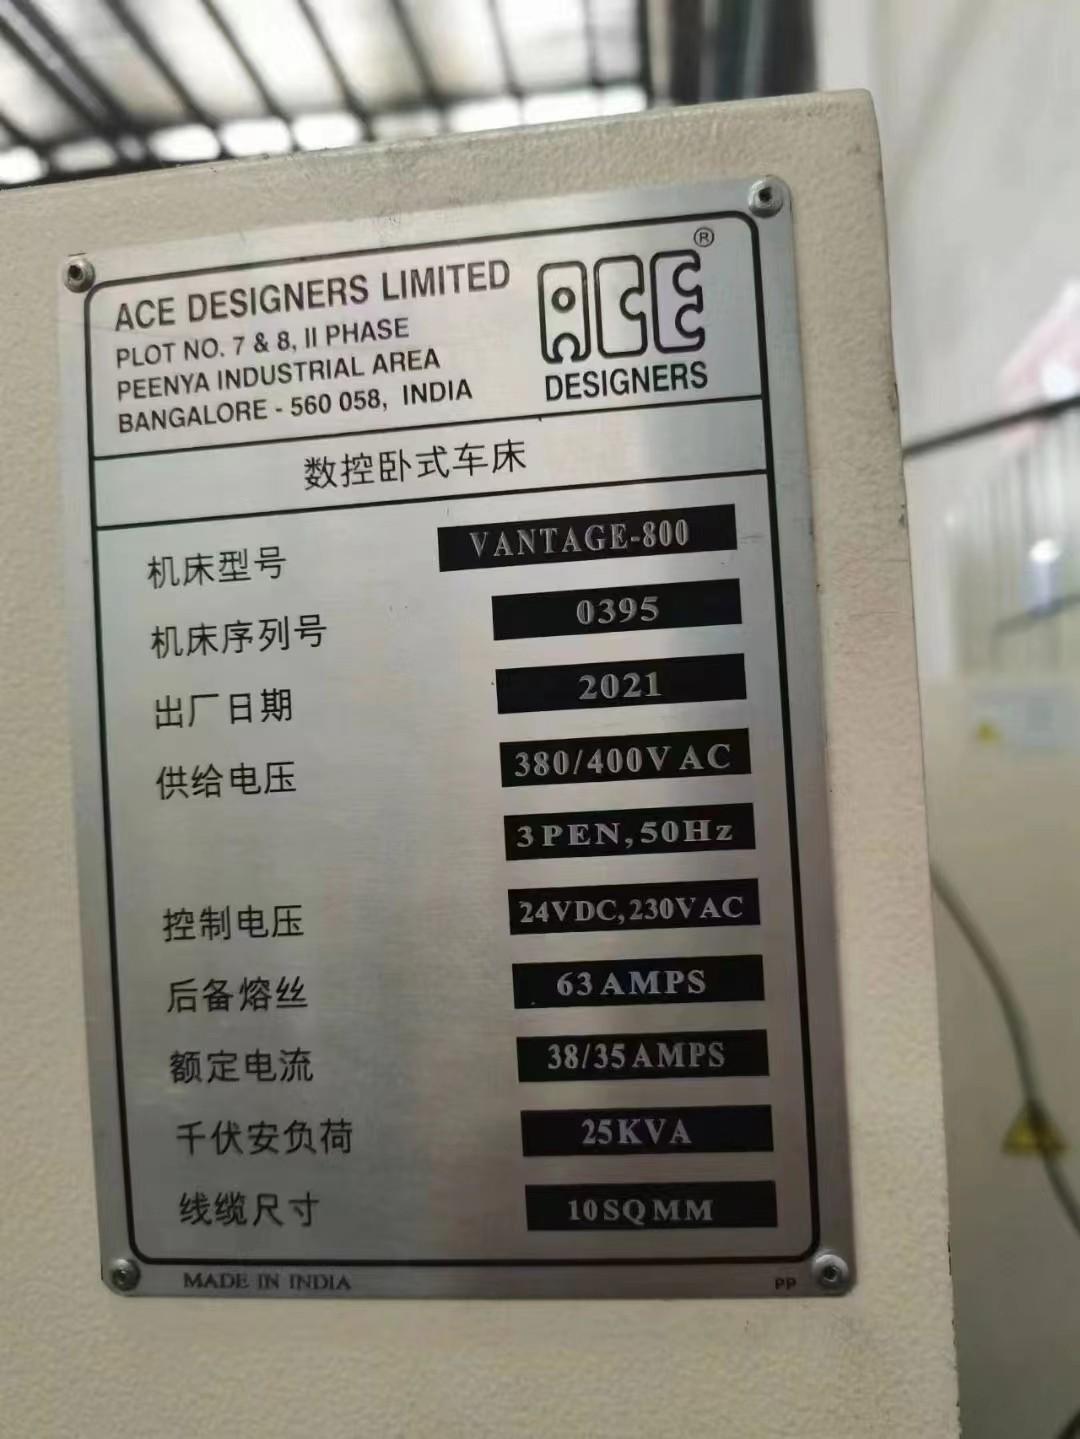 ACE DESIGNERS LIMITED
PLOT NO. 7 & 8, II PHASE
PEENYA INDUSTRIAL AREA
BANGALORE - 560 058, INDIA
ACE ®
DESIGNERS
数控卧式车床
机床型号 VANTAGE-800
机床序列号 0395
出厂日期 2021
供给电压 380/400V AC
3 PEN, 50Hz
控制电压 24VDC, 230VAC
后备熔丝 63 AMPS
额定电流 38/35 AMPS
千伏安负荷 25KVA
线缆尺寸 10 SQ MM
MADE IN INDIA
PP